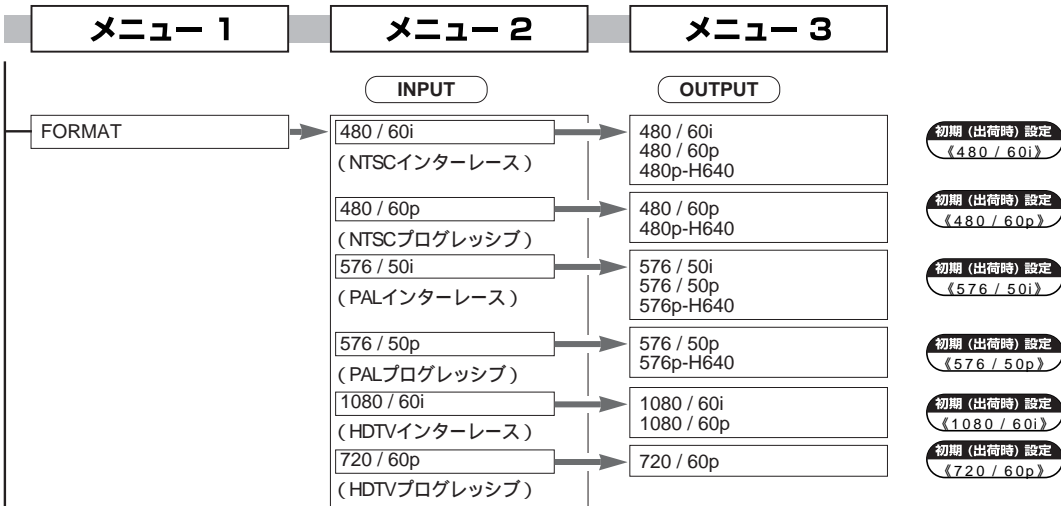 メニュー 1
メニュー 2
メニュー 3
INPUT
OUTPUT
FORMAT
480 / 60i
（NTSCインターレース）
480 / 60i
480 / 60p
480p-H640
初期 (出荷時) 設定
《480 / 60i》
480 / 60p
（NTSCプログレッシブ）
480 / 60p
480p-H640
初期 (出荷時) 設定
《480 / 60p》
576 / 50i
（PALインターレース）
576 / 50i
576 / 50p
576p-H640
初期 (出荷時) 設定
《576 / 50i》
576 / 50p
（PALプログレッシブ）
576 / 50p
576p-H640
初期 (出荷時) 設定
《576 / 50p》
1080 / 60i
（HDTVインターレース）
1080 / 60i
1080 / 60p
初期 (出荷時) 設定
《1080 / 60i》
720 / 60p
（HDTVプログレッシブ）
720 / 60p
初期 (出荷時) 設定
《720 / 60p》